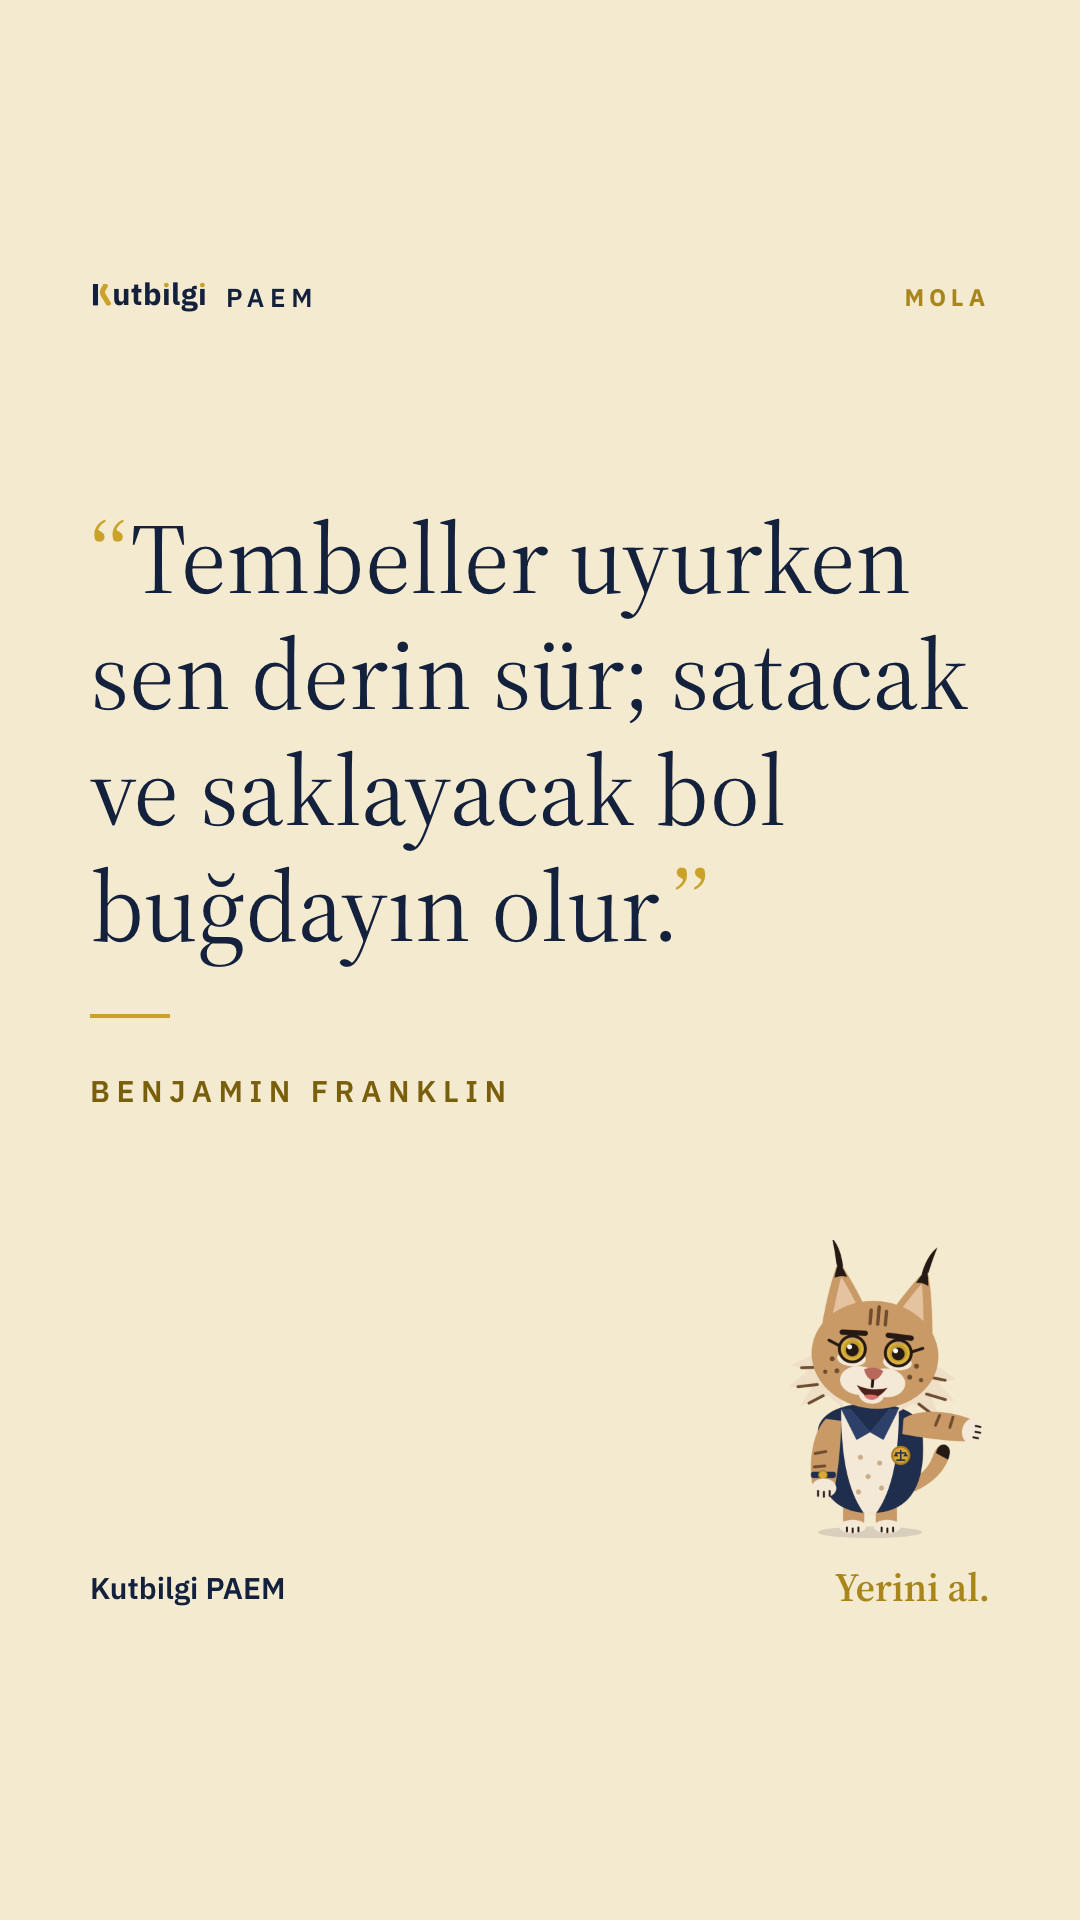 Kutbilgi PAEM
MOLA
“Tembeller uyurken
sen derin sür; satacak
ve saklayacak bol
buğdayın olur.”
BENJAMIN FRANKLIN
Kutbilgi PAEM
Yerini al.